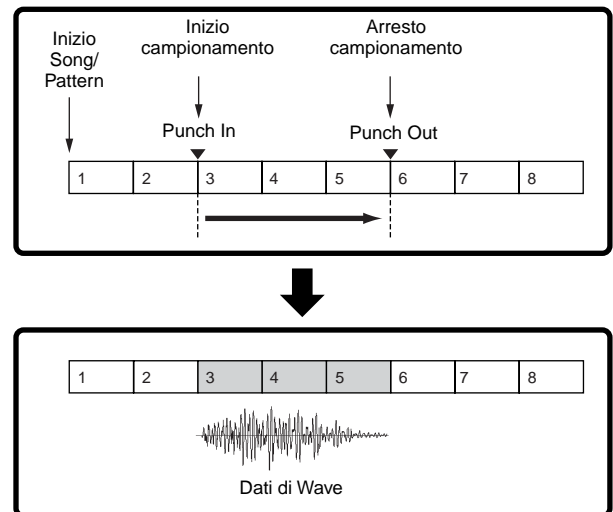 Inizio
Song/
Pattern
Inizio
campionamento
Arresto
campionamento
Punch In
Punch Out
1 2 3 4 5 6 7 8
1 2 3 4 5 6 7 8
Dati di Wave